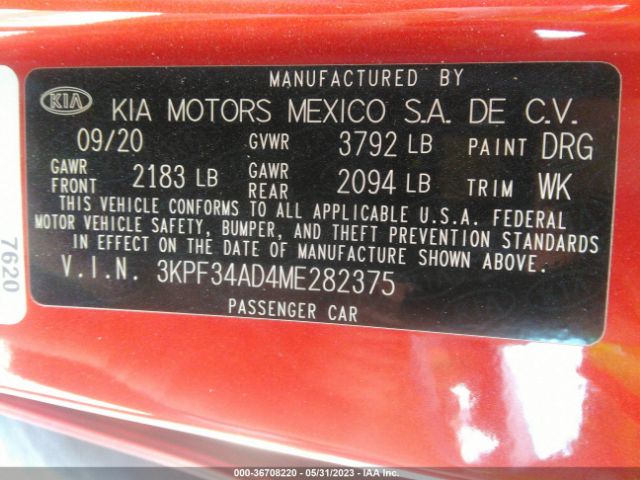 MANUFACTURED BY
KIA KIA MOTORS MEXICO S.A. DE C.V.
09/20 GVWR 3792 LB PAINT DRG
GAWR FRONT 2183 LB GAWR REAR 2094 LB TRIM WK
THIS VEHICLE CONFORMS TO ALL APPLICABLE U.S.A. FEDERAL
MOTOR VEHICLE SAFETY, BUMPER, AND THEFT PREVENTION STANDARDS
IN EFFECT ON THE DATE OF MANUFACTURE SHOWN ABOVE.
V.I.N. 3KPF34AD4ME282375
PASSENGER CAR
7620
000-36708220 - 05/31/2023 - IAA Inc.